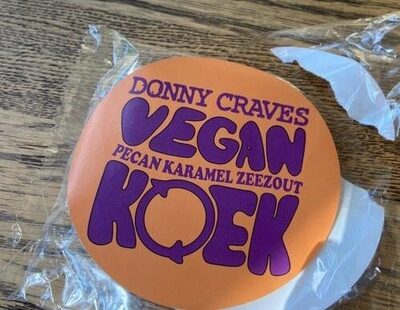 DONNY CRAVES
VEGAN
PECAN KARAMEL ZEEZOUT
KOEK